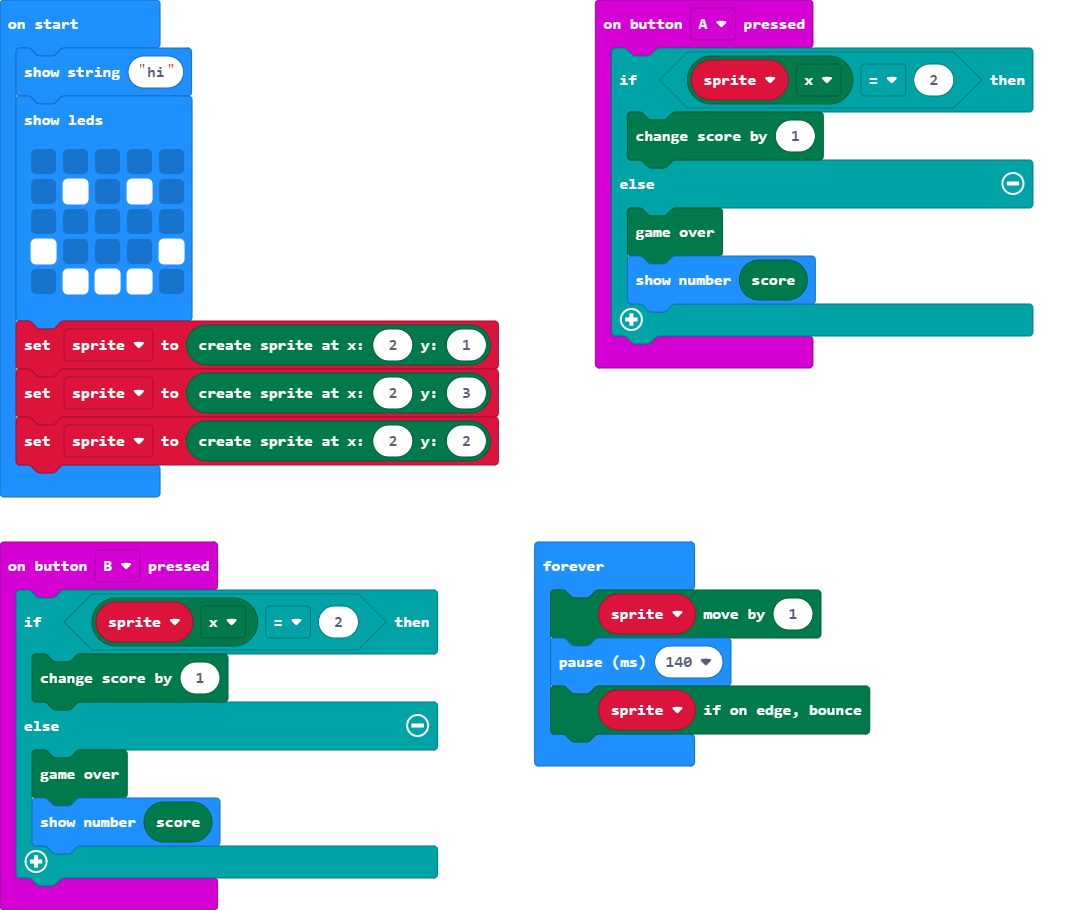 on start
show string "hi"
show leds
set sprite to create sprite at x: 2 y: 1
set sprite to create sprite at x: 2 y: 3
set sprite to create sprite at x: 2 y: 2
on button A pressed
if sprite x = 2 then
change score by 1
else
game over
show number score
on button B pressed
if sprite x = 2 then
change score by 1
else
game over
show number score
forever
sprite move by 1
pause (ms) 140
sprite if on edge, bounce